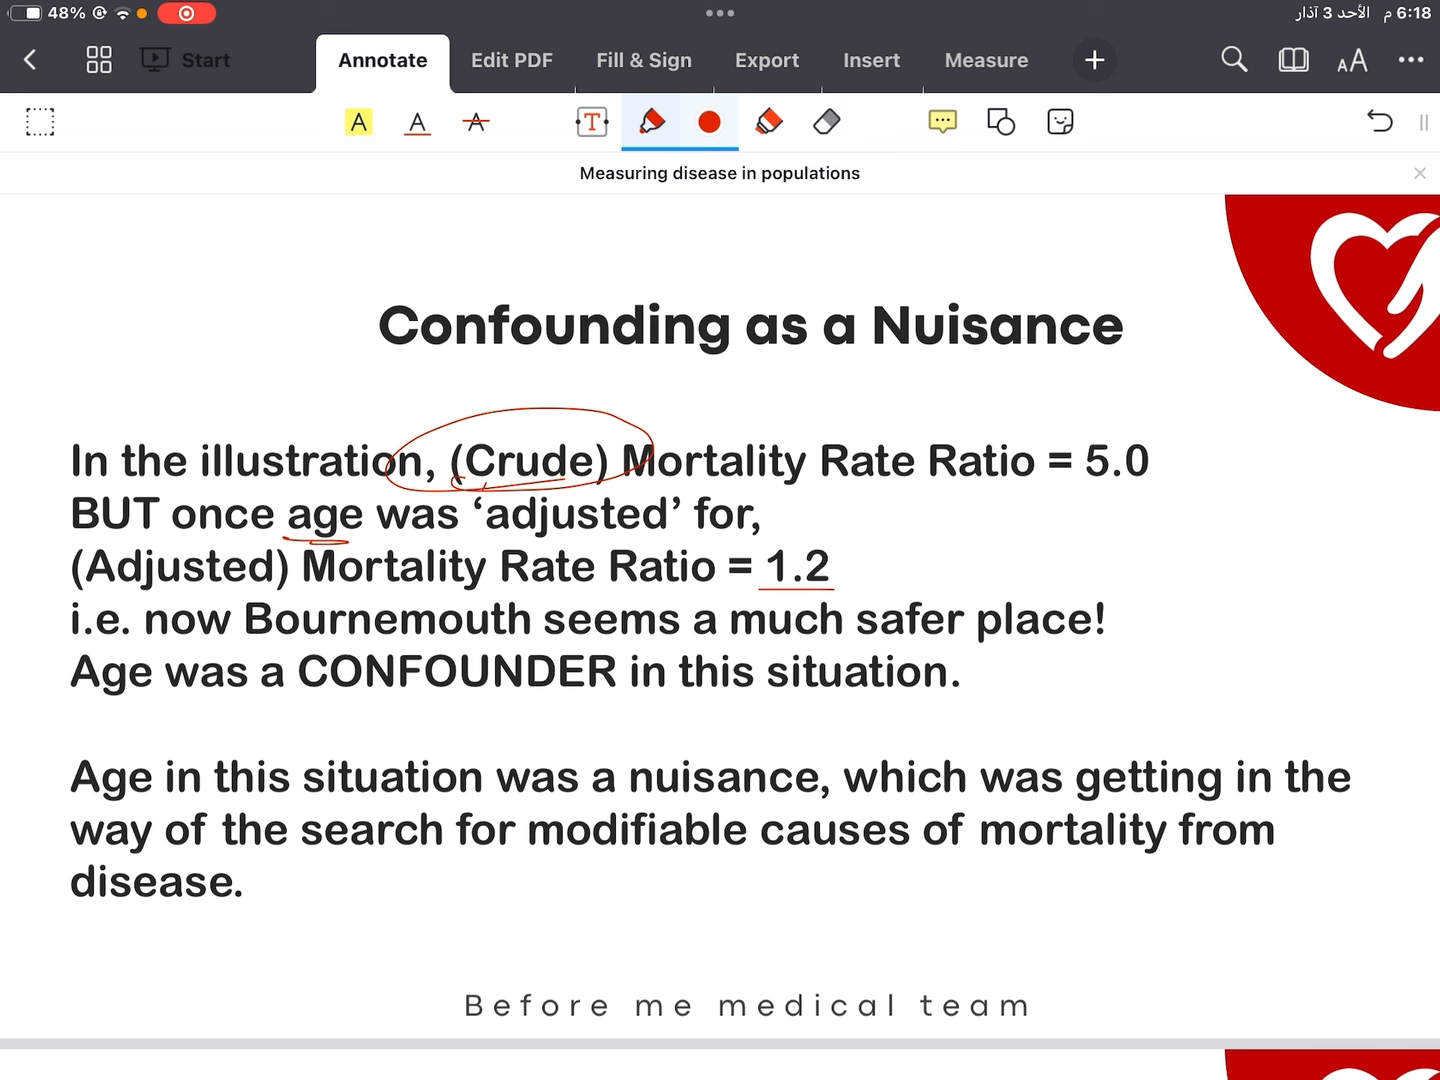 48% 6:18 م الأحد 3 آذار
Start Annotate Edit PDF Fill & Sign Export Insert Measure
Measuring disease in populations
Confounding as a Nuisance
In the illustration, (Crude) Mortality Rate Ratio = 5.0
BUT once age was ‘adjusted’ for,
(Adjusted) Mortality Rate Ratio = 1.2
i.e. now Bournemouth seems a much safer place!
Age was a CONFOUNDER in this situation.
Age in this situation was a nuisance, which was getting in the
way of the search for modifiable causes of mortality from
disease.
Before me medical team